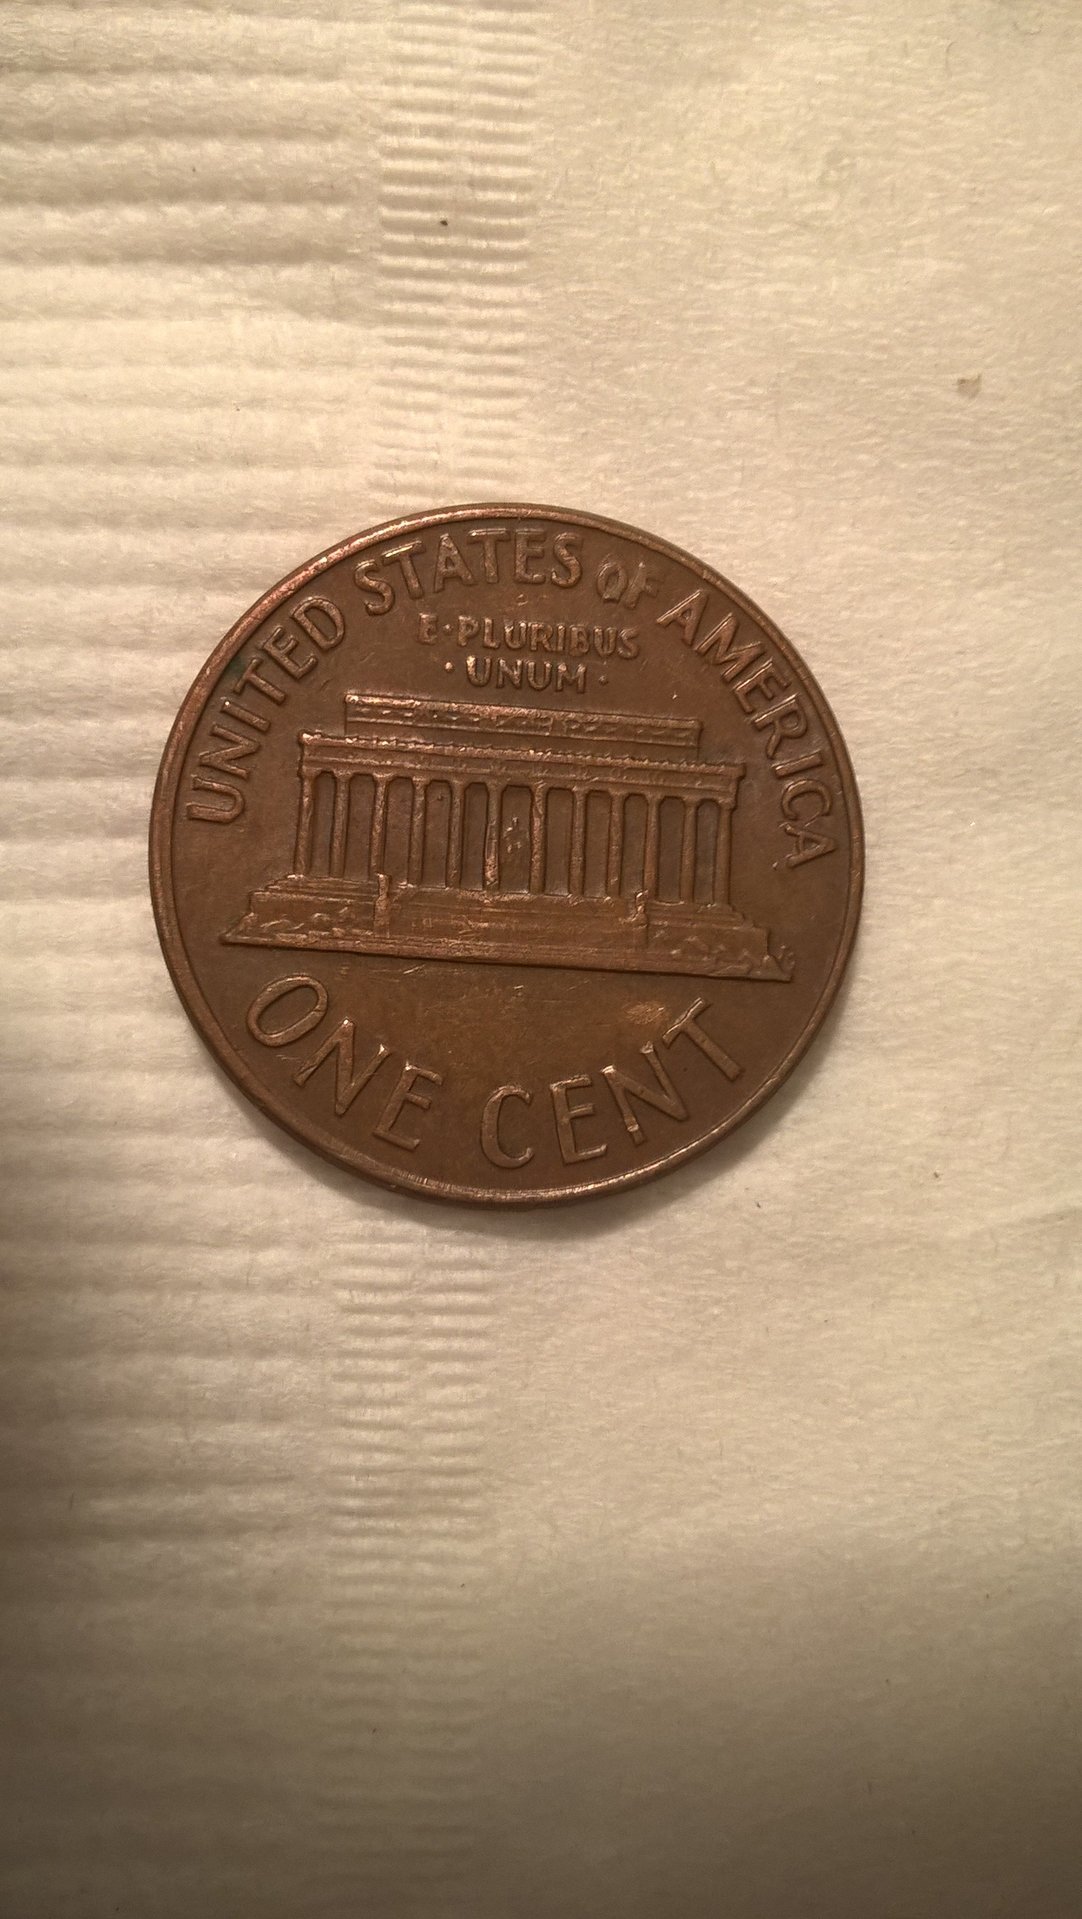 UNITED STATES OF AMERICA
E·PLURIBUS
·UNUM·
ONE CENT